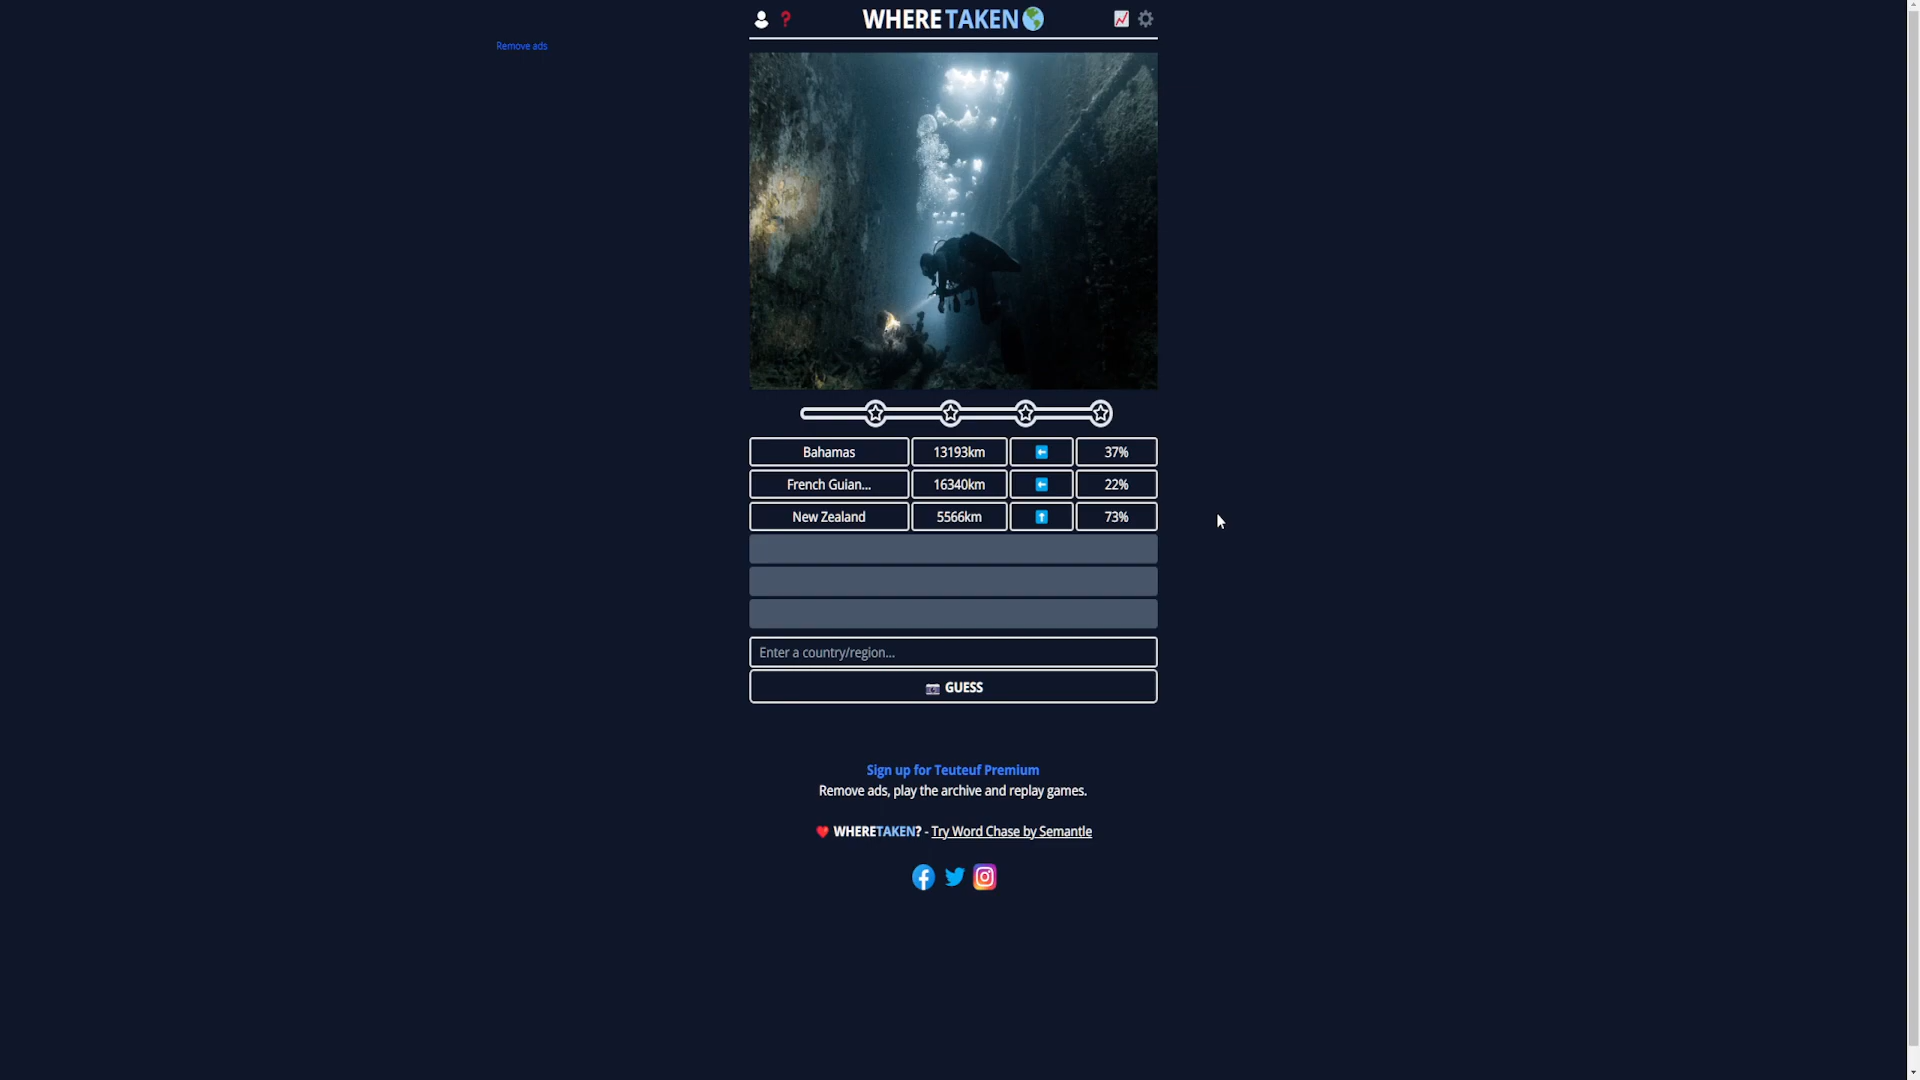 WHERETAKEN
Remove ads
Bahamas 13193km 37%
French Guian... 16340km 22%
New Zealand 5566km 73%
Enter a country/region...
GUESS
Sign up for Teuteuf Premium
Remove ads, play the archive and replay games.
WHERETAKEN? - Try Word Chase by Semantle